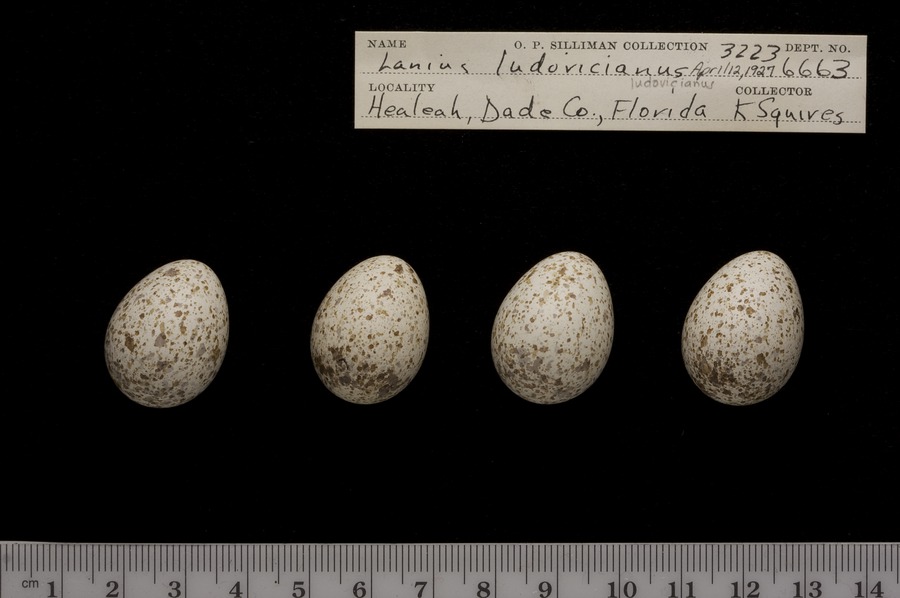 NAME O. P. SILLIMAN COLLECTION 3223 DEPT. NO.
Lanius ludovicianus April 12, 1927 6663
ludovicianus
LOCALITY COLLECTOR
Healeah, Dade Co., Florida K Squires
cm 1 2 3 4 5 6 7 8 9 10 11 12 13 14